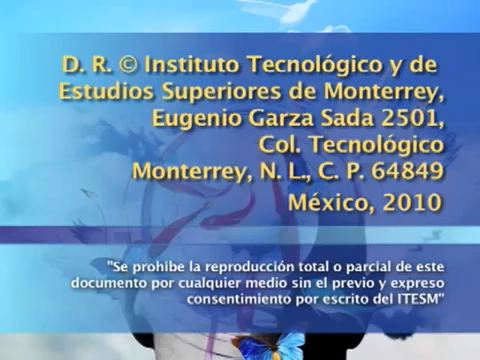 D. R. © Instituto Tecnológico y de
Estudios Superiores de Monterrey,
Eugenio Garza Sada 2501,
Col. Tecnológico
Monterrey, N. L., C. P. 64849
México, 2010
"Se prohibe la reproducción total o parcial de este
documento por cualquier medio sin el previo y expreso
consentimiento por escrito del ITESM"